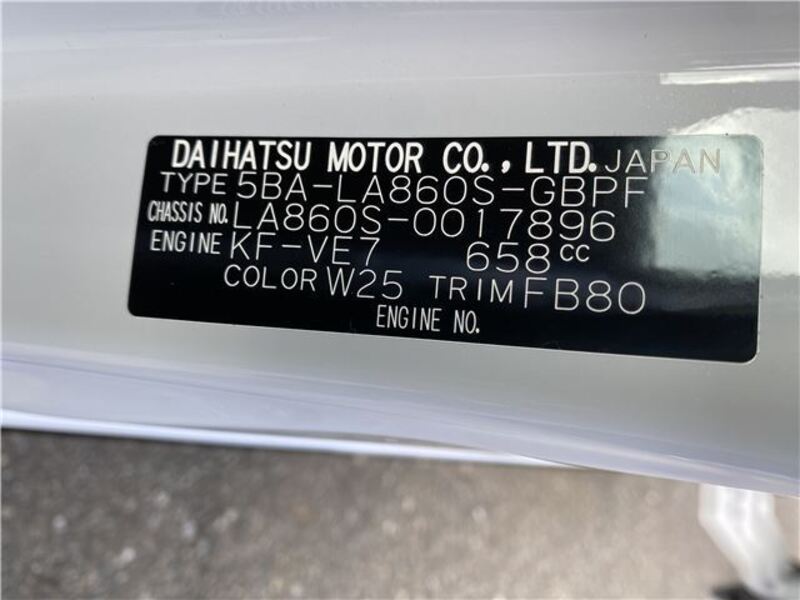 DAIHATSU MOTOR CO., LTD. JAPAN
TYPE 5BA-LA860S-GBPF
CHASSIS NO. LA860S-0017896
ENGINE KF-VE7 658cc
COLOR W25 TRIM FB80
ENGINE NO.